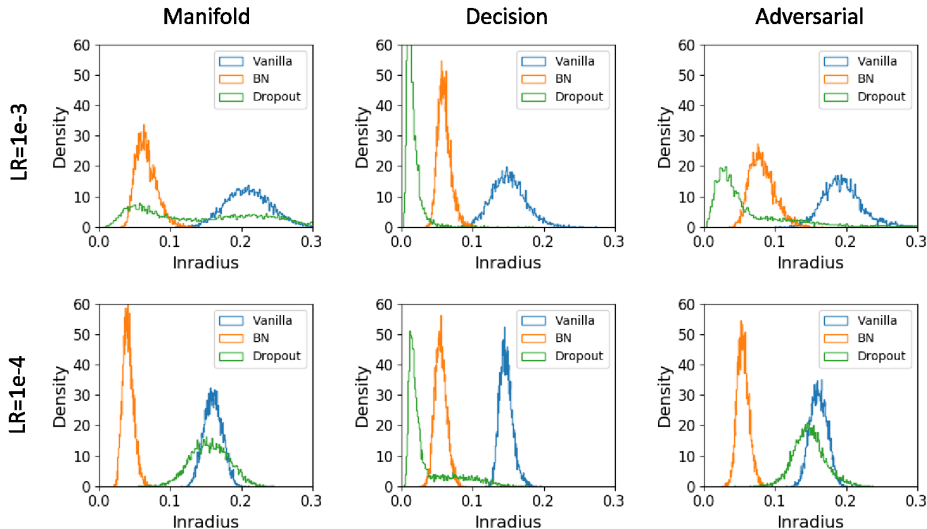 Manifold Decision Adversarial
LR=1e-3
60 50 40 30 20 10 0
Density
Vanilla
BN
Dropout
0.0 0.1 0.2 0.3
Inradius
60 50 40 30 20 10 0
Density
Vanilla
BN
Dropout
0.0 0.1 0.2 0.3
Inradius
60 50 40 30 20 10 0
Density
Vanilla
BN
Dropout
0.0 0.1 0.2 0.3
Inradius
LR=1e-4
60 50 40 30 20 10 0
Density
Vanilla
BN
Dropout
0.0 0.1 0.2 0.3
Inradius
60 50 40 30 20 10 0
Density
Vanilla
BN
Dropout
0.0 0.1 0.2 0.3
Inradius
60 50 40 30 20 10 0
Density
Vanilla
BN
Dropout
0.0 0.1 0.2 0.3
Inradius